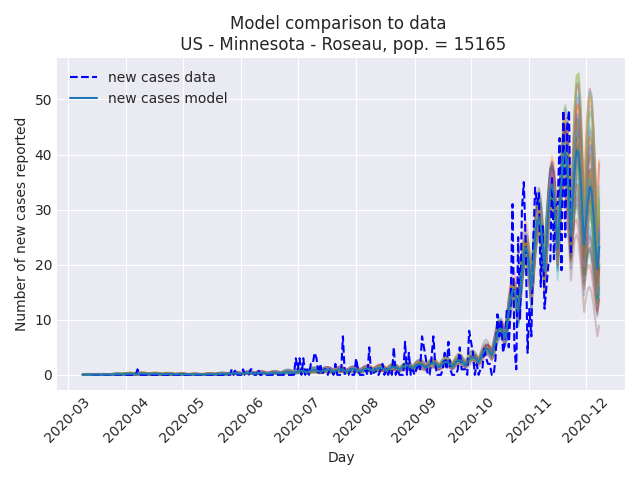 Model comparison to data
US - Minnesota - Roseau, pop. = 15165
new cases data
new cases model
Number of new cases reported
50
40
30
20
10
0
2020-03
2020-04
2020-05
2020-06
2020-07
2020-08
2020-09
2020-10
2020-11
2020-12
Day